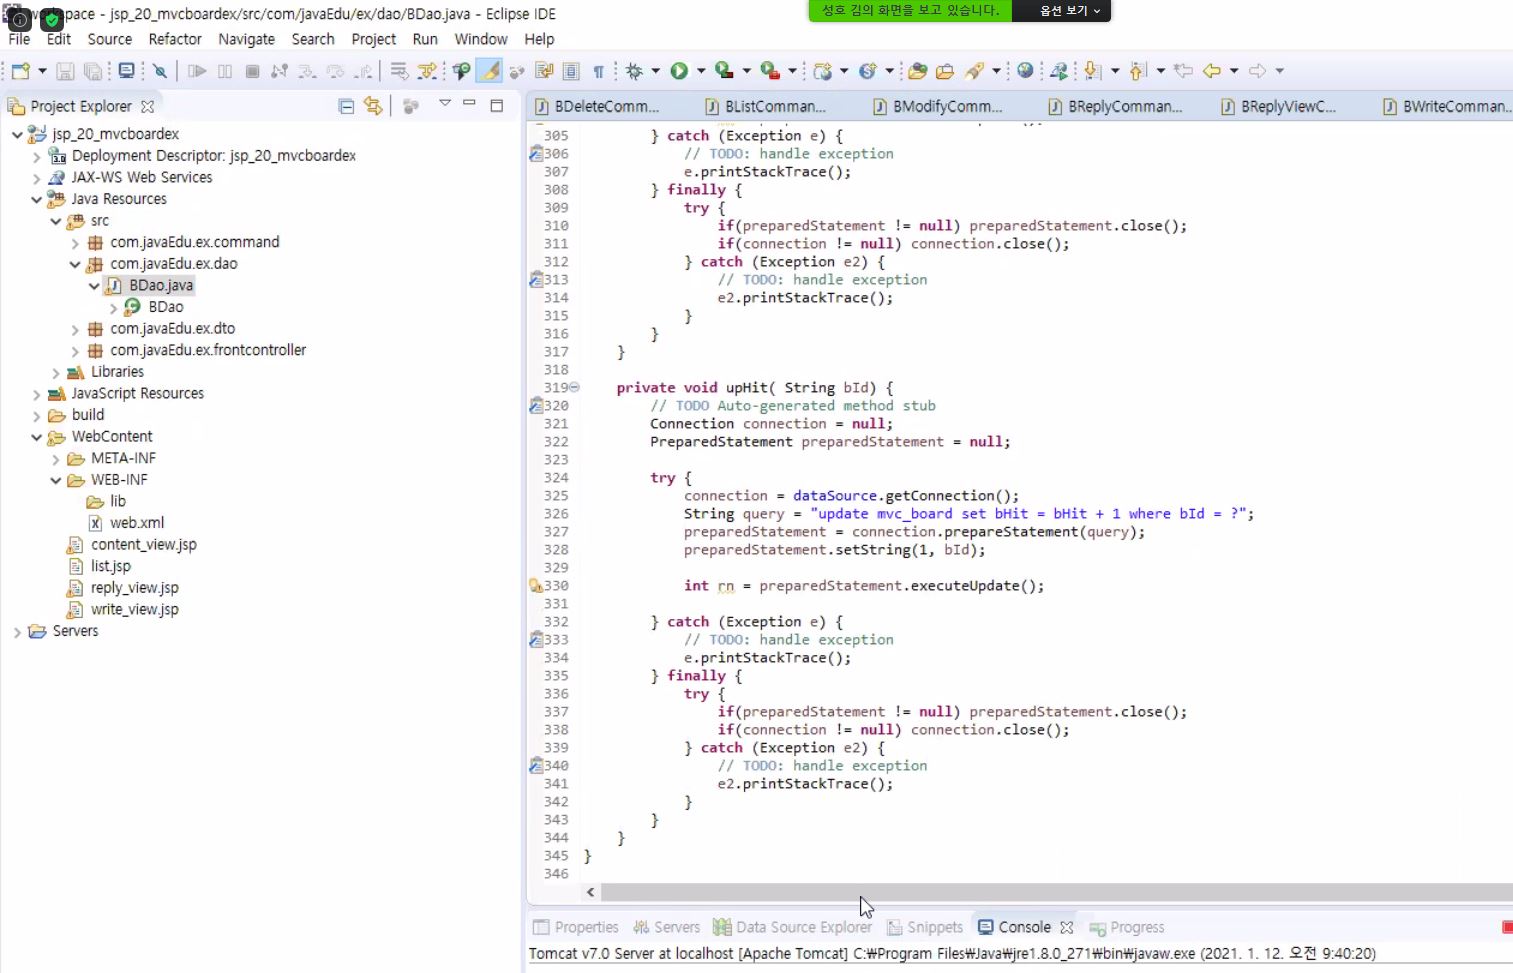 workspace - jsp_20_mvcboardex/src/com/javaEdu/ex/dao/BDao.java - Eclipse IDE
성호 김의 화면을 보고 있습니다.
옵션 보기
File Edit Source Refactor Navigate Search Project Run Window Help
Project Explorer
jsp_20_mvcboardex
Deployment Descriptor: jsp_20_mvcboardex
JAX-WS Web Services
Java Resources
src
com.javaEdu.ex.command
com.javaEdu.ex.dao
BDao.java
BDao
com.javaEdu.ex.dto
com.javaEdu.ex.frontcontroller
Libraries
JavaScript Resources
build
WebContent
META-INF
WEB-INF
lib
web.xml
content_view.jsp
list.jsp
reply_view.jsp
write_view.jsp
Servers
BDeleteComm... BListComman... BModifyComm... BReplyComman... BReplyViewC... BWriteComman...
305 } catch (Exception e) {
306 // TODO: handle exception
307 e.printStackTrace();
308 } finally {
309 try {
310 if(preparedStatement != null) preparedStatement.close();
311 if(connection != null) connection.close();
312 } catch (Exception e2) {
313 // TODO: handle exception
314 e2.printStackTrace();
315 }
316 }
317 }
318
319 private void upHit( String bId) {
320 // TODO Auto-generated method stub
321 Connection connection = null;
322 PreparedStatement preparedStatement = null;
323
324 try {
325 connection = dataSource.getConnection();
326 String query = "update mvc_board set bHit = bHit + 1 where bId = ?";
327 preparedStatement = connection.prepareStatement(query);
328 preparedStatement.setString(1, bId);
329
330 int rn = preparedStatement.executeUpdate();
331
332 } catch (Exception e) {
333 // TODO: handle exception
334 e.printStackTrace();
335 } finally {
336 try {
337 if(preparedStatement != null) preparedStatement.close();
338 if(connection != null) connection.close();
339 } catch (Exception e2) {
340 // TODO: handle exception
341 e2.printStackTrace();
342 }
343 }
344 }
345 }
346
Properties Servers Data Source Explorer Snippets Console Progress
Tomcat v7.0 Server at localhost [Apache Tomcat] C:₩Program Files₩Java₩jre1.8.0_271₩bin₩javaw.exe (2021. 1. 12. 오전 9:40:20)